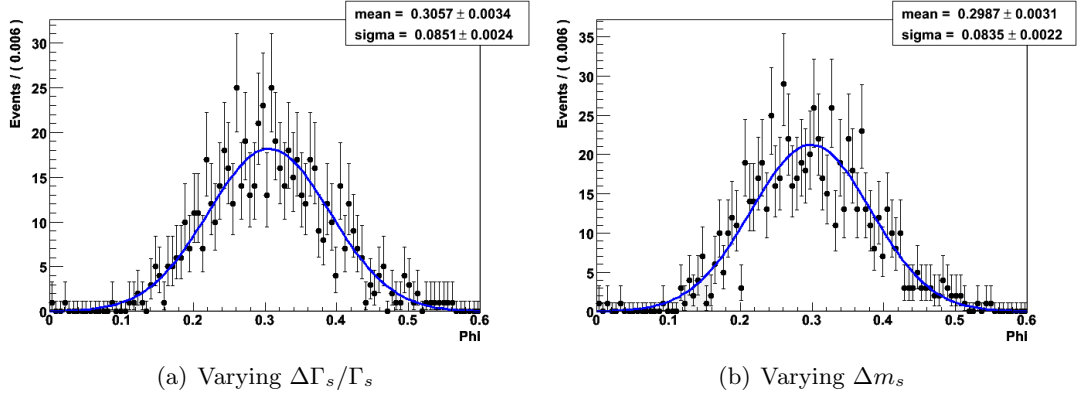 mean = 0.3057 ± 0.0034
sigma = 0.0851 ± 0.0024
Events / ( 0.006 )
30
25
20
15
10
5
0
0 0.1 0.2 0.3 0.4 0.5 0.6
Phi
(a) Varying ΔΓs/Γs
mean = 0.2987 ± 0.0031
sigma = 0.0835 ± 0.0022
Events / ( 0.006 )
35
30
25
20
15
10
5
0
0 0.1 0.2 0.3 0.4 0.5 0.6
Phi
(b) Varying Δms